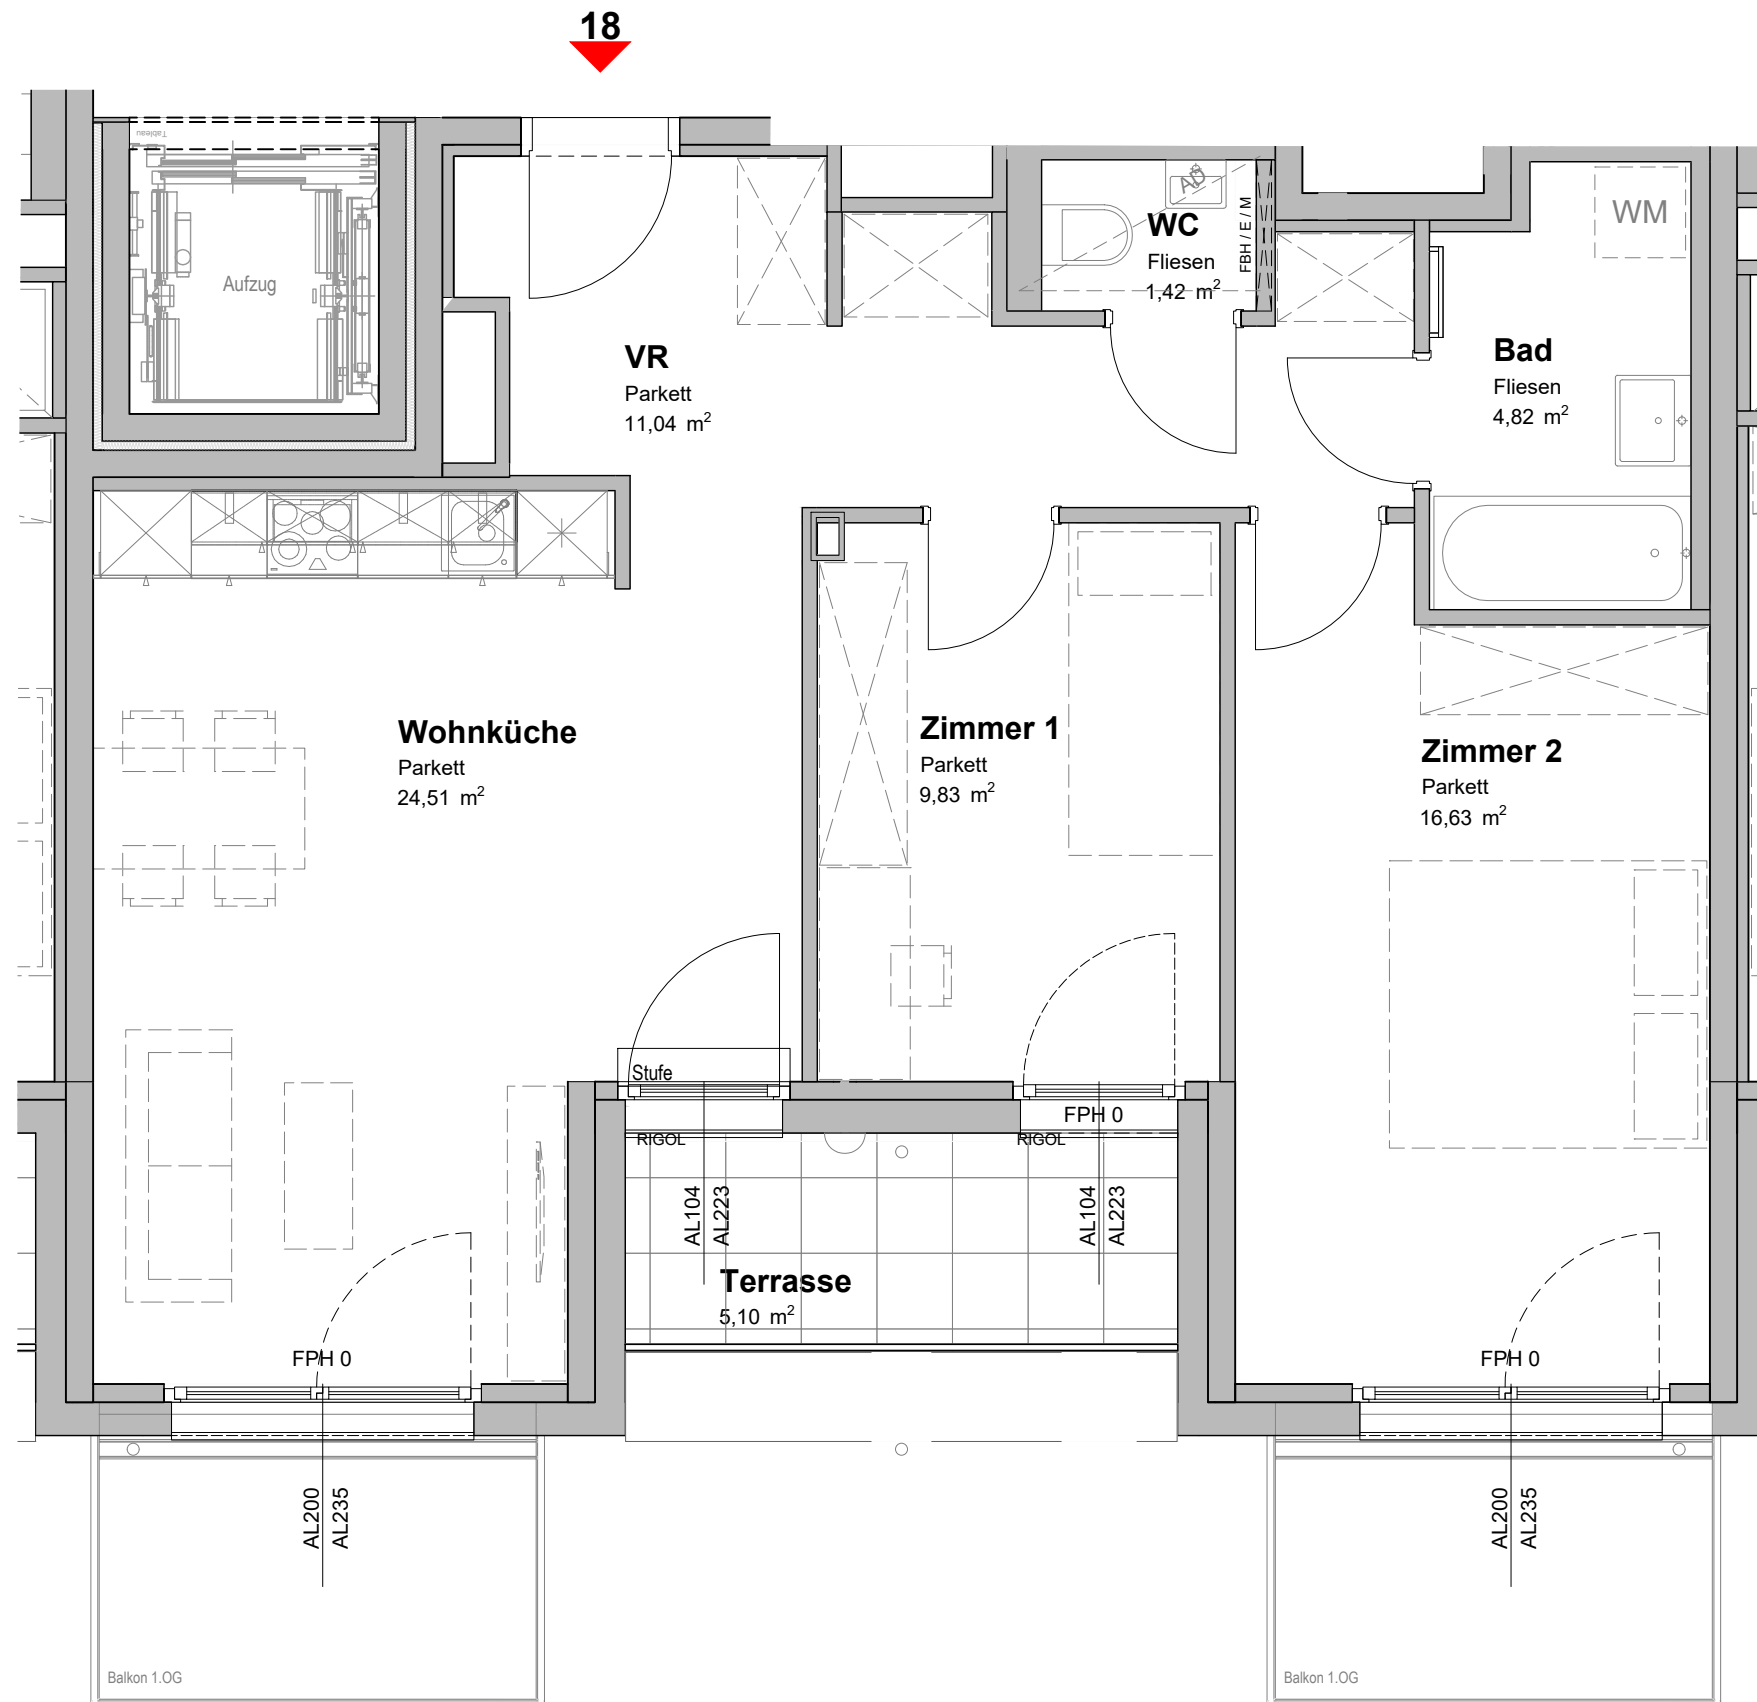 18
Tableau
Aufzug
VR
Parkett
11,04 m²
AD
WC
Fliesen
1,42 m²
FBH / E / M
WM
Bad
Fliesen
4,82 m²
Wohnküche
Parkett
24,51 m²
Zimmer 1
Parkett
9,83 m²
Zimmer 2
Parkett
16,63 m²
Stufe
FPH 0
RIGOL
RIGOL
AL104
AL223
AL104
AL223
Terrasse
5,10 m²
FPH 0
FPH 0
AL200
AL235
AL200
AL235
Balkon 1.OG
Balkon 1.OG